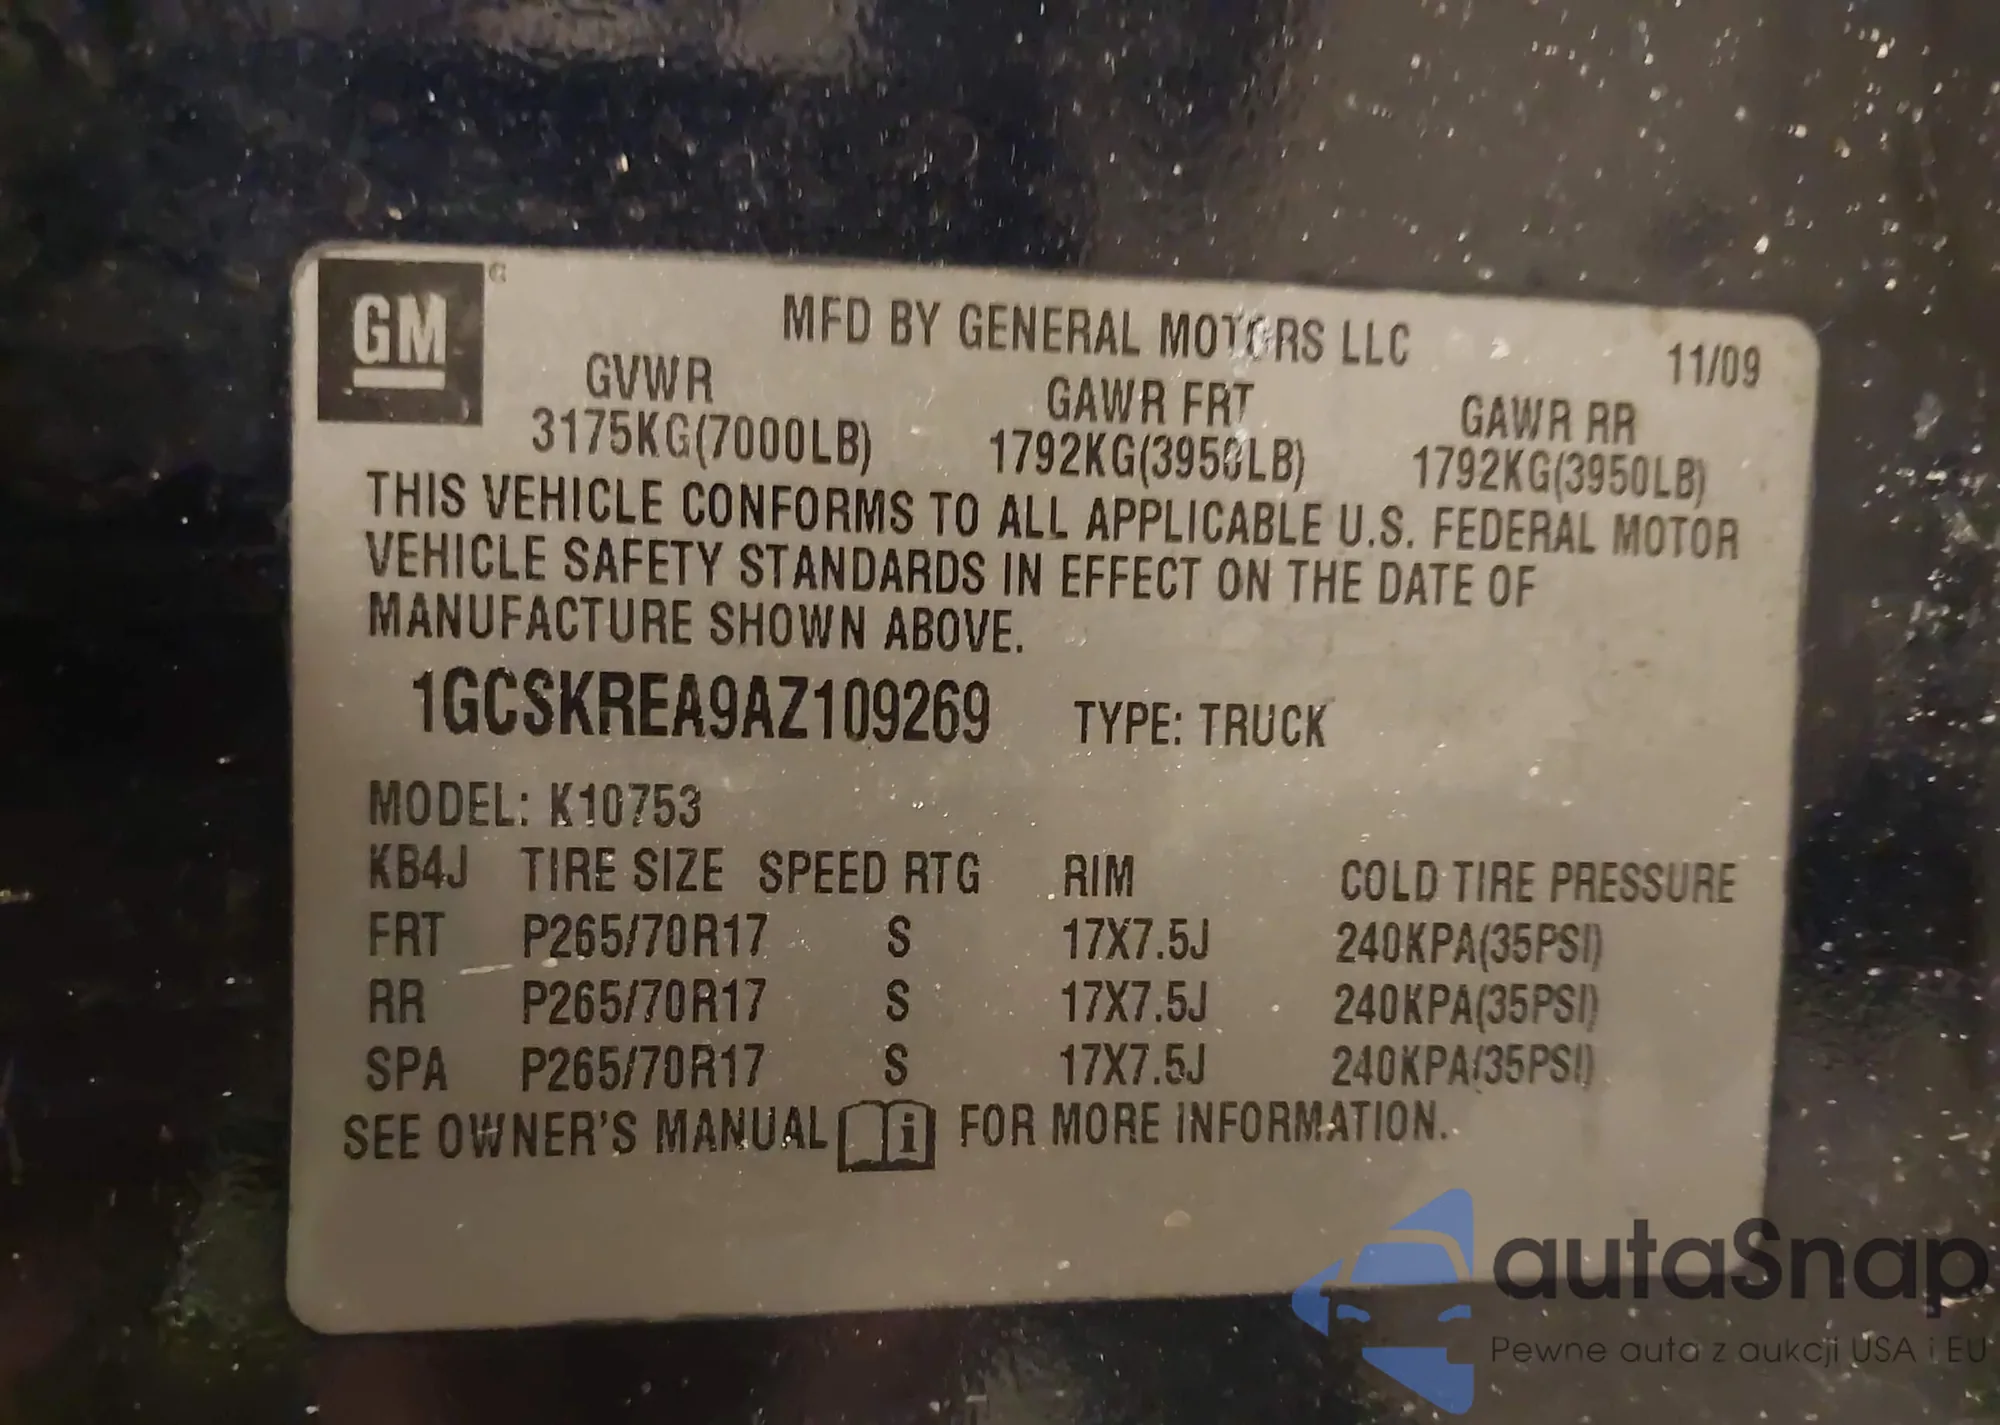 GM
MFD BY GENERAL MOTORS LLC 11/09
GVWR GAWR FRT GAWR RR
3175KG(7000LB) 1792KG(3950LB) 1792KG(3950LB)
THIS VEHICLE CONFORMS TO ALL APPLICABLE U.S. FEDERAL MOTOR
VEHICLE SAFETY STANDARDS IN EFFECT ON THE DATE OF
MANUFACTURE SHOWN ABOVE.
1GCSKREA9AZ109269 TYPE: TRUCK
MODEL: K10753
KB4J TIRE SIZE SPEED RTG RIM COLD TIRE PRESSURE
FRT P265/70R17 S 17X7.5J 240KPA(35PSI)
RR P265/70R17 S 17X7.5J 240KPA(35PSI)
SPA P265/70R17 S 17X7.5J 240KPA(35PSI)
SEE OWNER'S MANUAL i FOR MORE INFORMATION.
autaSnap
Pewne auta z aukcji USA i EU